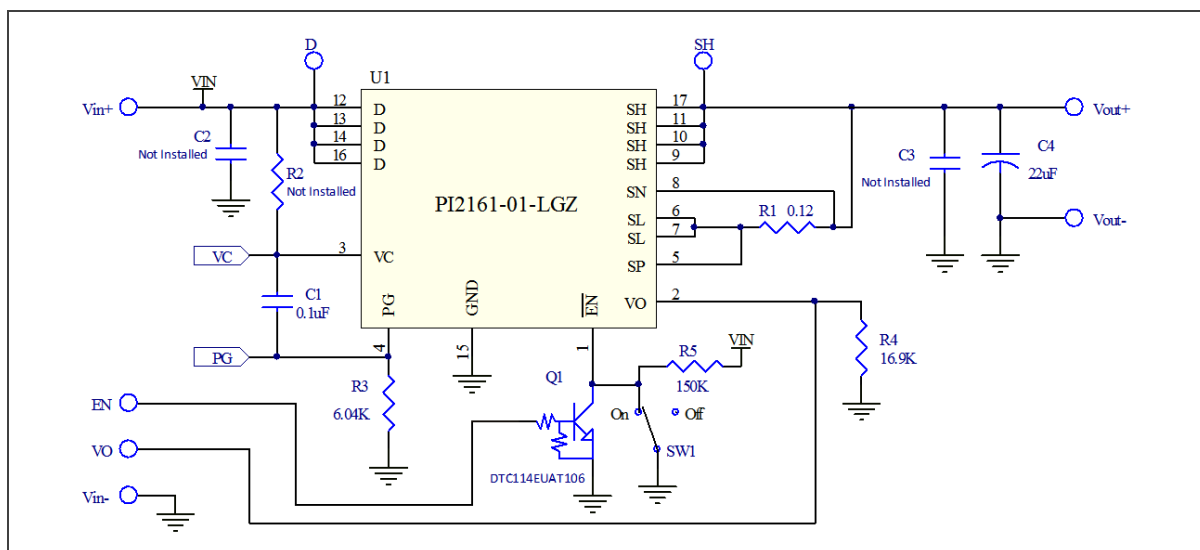 D
SH
U1
VIN
Vin+
12
D
SH
17
Vout+
13
D
SH
11
14
D
SH
10
16
D
SH
9
C2
Not Installed
R2
Not Installed
C3
Not Installed
C4
22uF
PI2161-01-LGZ
SN
8
SL
6
SL
7
R1 0.12
SP
5
Vout-
VC
3
VC
C1
0.1uF
PG
GND
EN
VO
2
PG
4
15
1
R3
6.04K
R4
16.9K
VIN
R5
150K
Q1
On
Off
SW1
DTC114EUAT106
EN
VO
Vin-